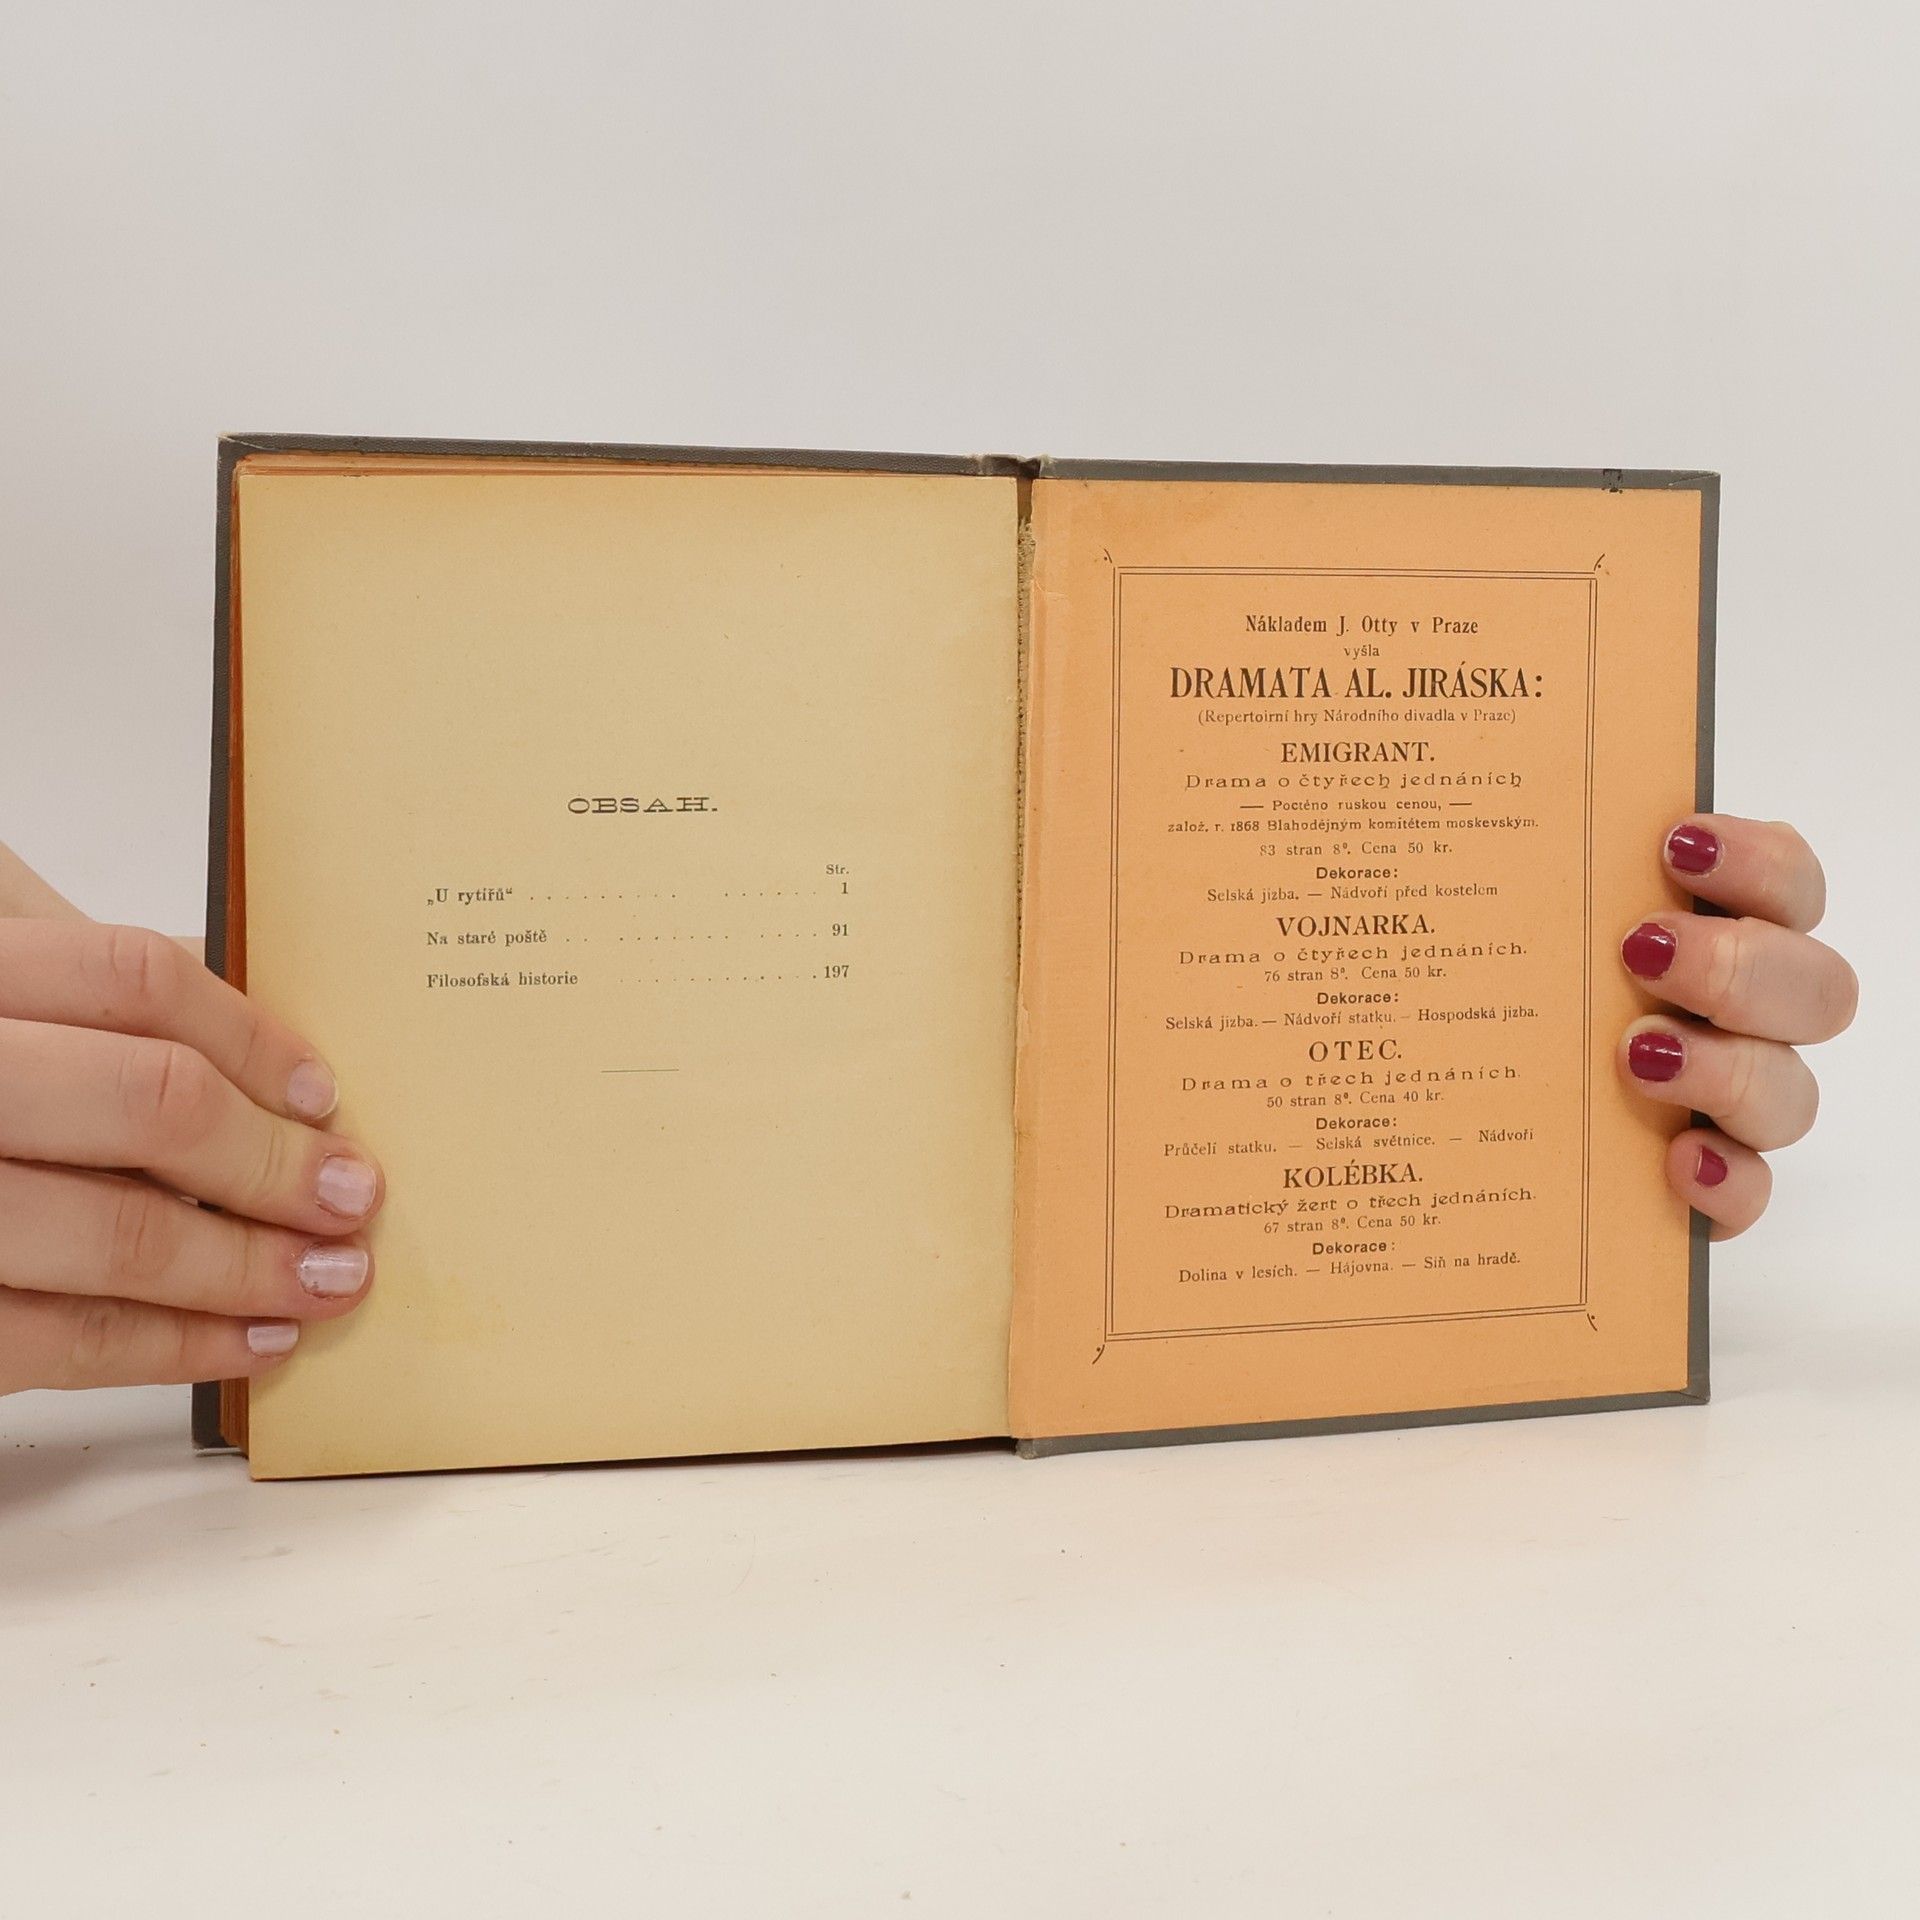 OBSAH.
Str.
„U rytířů“ . . . . . . . . . . . . . . . 1
Na staré poště . . . . . . . . . . . . . . 91
Filosofská historie . . . . . . . . . . . . 197
Nákladem J. Otty v Praze
vyšla
DRAMATA AL. JIRÁSKA:
(Repertoirní hry Národního divadla v Praze)
EMIGRANT.
Drama o čtyřech jednáních
— Poctěno ruskou cenou, —
založ. r. 1868 Blahodějným komitétem moskevským.
83 stran 8°. Cena 50 kr.
Dekorace:
Selská jizba. — Nádvoří před kostelem
VOJNARKA.
Drama o čtyřech jednáních.
76 stran 8°. Cena 50 kr.
Dekorace:
Selská jizba. — Nádvoří statku. — Hospodská jizba.
OTEC.
Drama o třech jednáních.
50 stran 8°. Cena 40 kr.
Dekorace:
Průčelí statku. — Selská světnice. — Nádvoří
KOLÉBKA.
Dramatický žert o třech jednáních.
67 stran 8°. Cena 50 kr.
Dekorace:
Dolina v lesích. — Hájovna. — Síň na hradě.